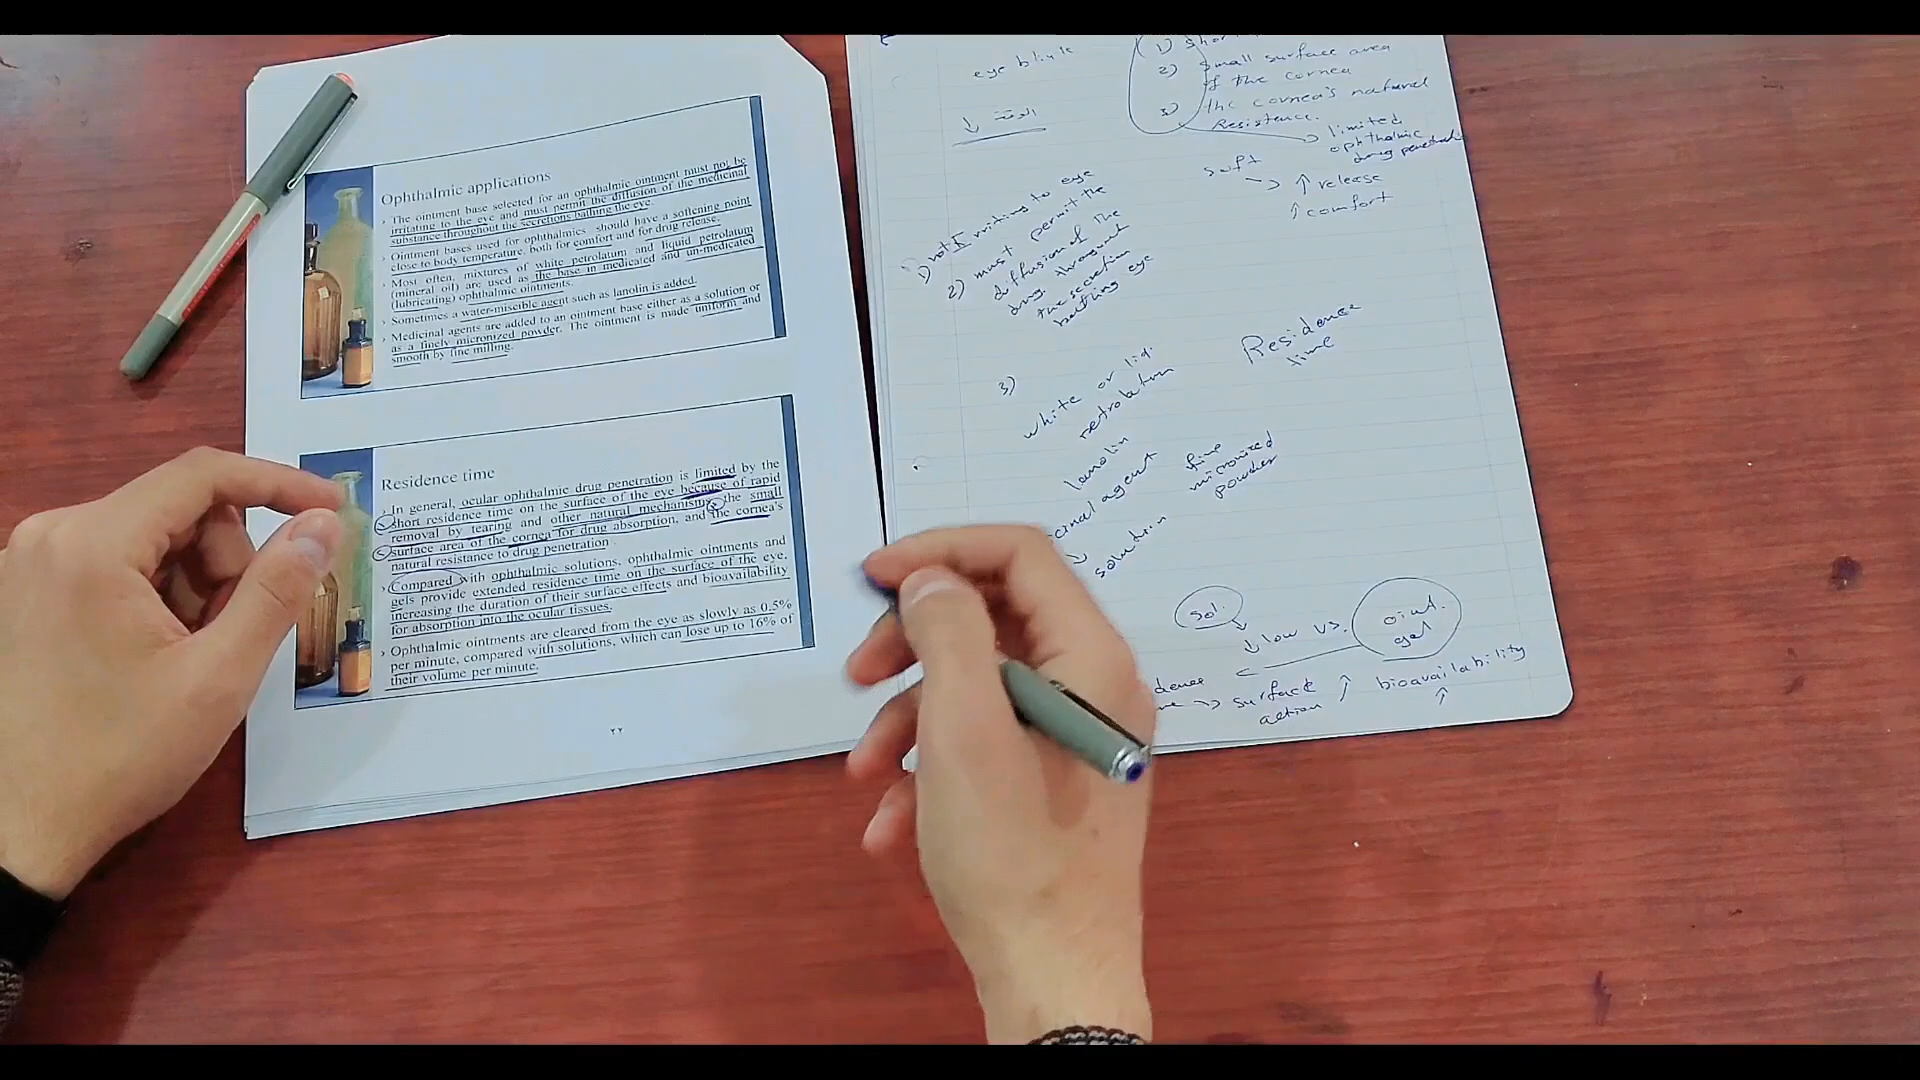 Ophthalmic applications
› The ointment base selected for an ophthalmic ointment must not be
irritating to the eye and must permit the diffusion of the medicinal
substance throughout the secretions bathing the eye.
› Ointment bases used for ophthalmics should have a softening point
close to body temperature, both for comfort and for drug release.
› Most often, mixtures of white petrolatum and liquid petrolatum
(mineral oil) are used as the base in medicated and un-medicated
(lubricating) ophthalmic ointments.
› Sometimes a water-miscible agent such as lanolin is added.
› Medicinal agents are added to an ointment base either as a solution or
as a finely micronized powder. The ointment is made uniform and
smooth by fine milling.
Residence time
› In general, ocular ophthalmic drug penetration is limited by the
short residence time on the surface of the eye because of rapid
removal by tearing and other natural mechanisms, the small
surface area of the cornea for drug absorption, and the cornea's
natural resistance to drug penetration
› Compared with ophthalmic solutions, ophthalmic ointments and
gels provide extended residence time on the surface of the eye,
increasing the duration of their surface effects and bioavailability
for absorption into the ocular tissues.
› Ophthalmic ointments are cleared from the eye as slowly as 0.5%
per minute, compared with solutions, which can lose up to 16% of
their volume per minute.
٢٢
eye blink
1)
2) small surface area
of the cornea
3) the cornea's natural
Resistence.
limited
ophthalmic
soft
↑ release
↑ comfort
1) not irriting to eye
2) must permit the
diffusion of the
drug through
the secretion
bathing eye
Residence
time
3)
white or liq.
lanolin
agent
fine
micronized
powder
solution
sol.
↓ low vs.
oint.
gel
surface ↑ bioavailability
action ↑